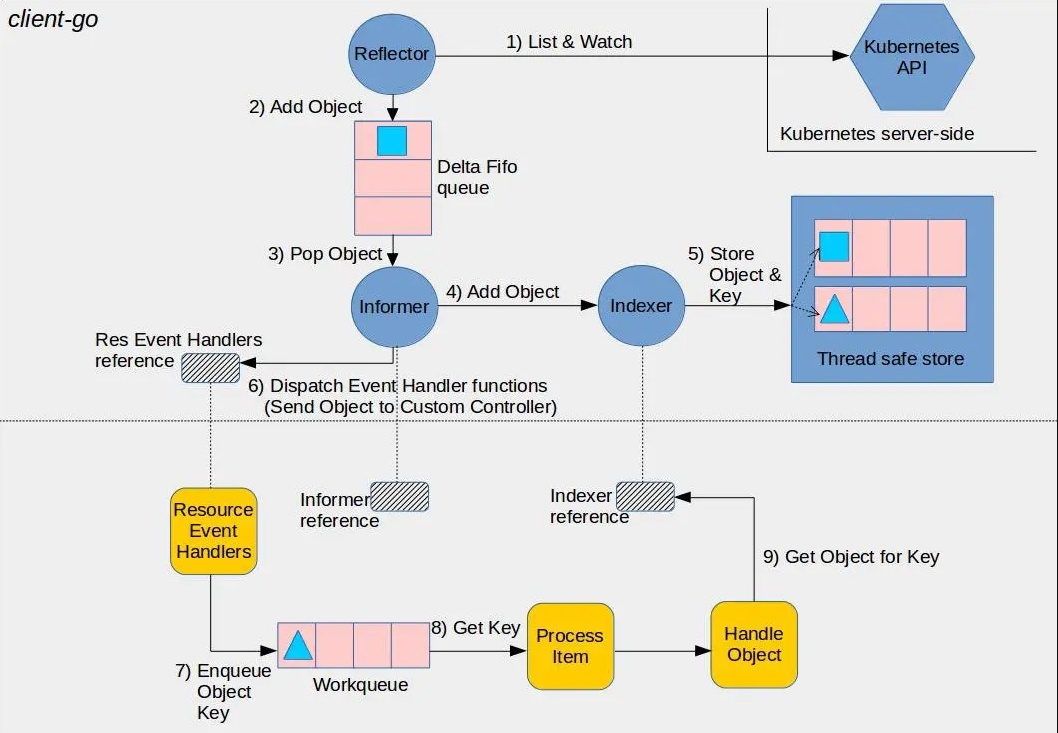 client-go
Reflector
1) List & Watch
Kubernetes
API
Kubernetes server-side
2) Add Object
Delta Fifo
queue
3) Pop Object
Informer
4) Add Object
Indexer
5) Store
Object &
Key
Thread safe store
Res Event Handlers
reference
6) Dispatch Event Handler functions
(Send Object to Custom Controller)
Resource
Event
Handlers
Informer
reference
Indexer
reference
9) Get Object for Key
7) Enqueue
Object
Key
Workqueue
8) Get Key
Process
Item
Handle
Object